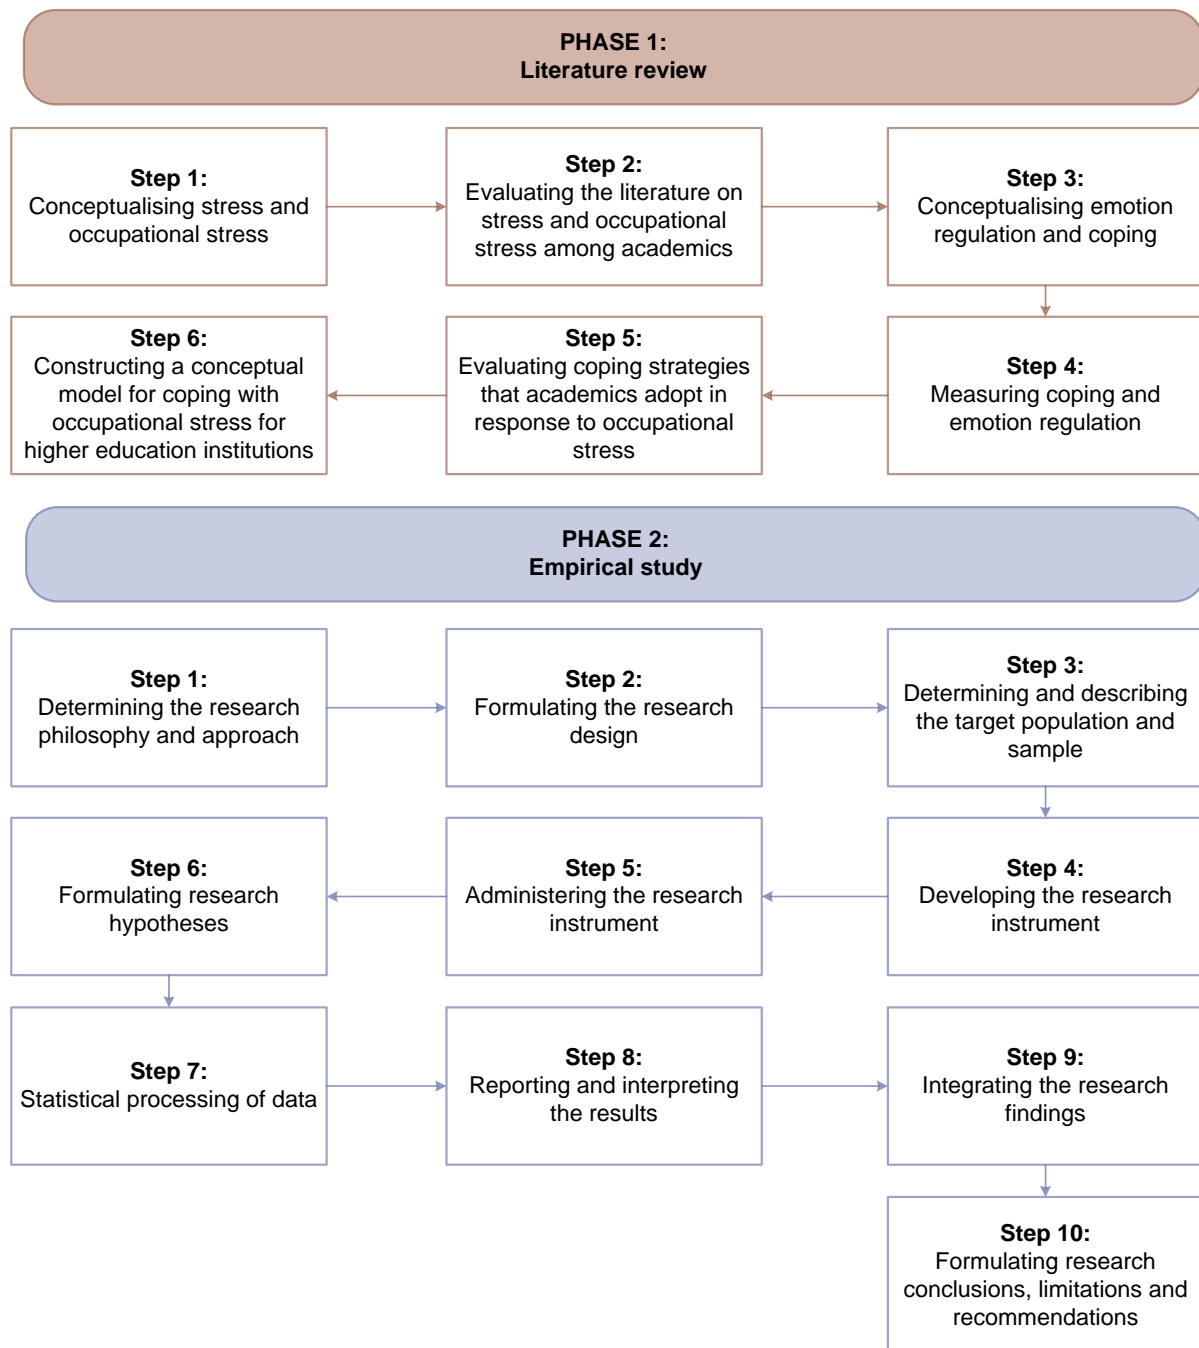 PHASE 1:
Literature review
Step 1:
Conceptualising stress and
occupational stress
Step 2:
Evaluating the literature on
stress and occupational
stress among academics
Step 3:
Conceptualising emotion
regulation and coping
Step 4:
Measuring coping and
emotion regulation
Step 5:
Evaluating coping strategies
that academics adopt in
response to occupational
stress
Step 6:
Constructing a conceptual
model for coping with
occupational stress for
higher education institutions
PHASE 2:
Empirical study
Step 1:
Determining the research
philosophy and approach
Step 2:
Formulating the research
design
Step 3:
Determining and describing
the target population and
sample
Step 4:
Developing the research
instrument
Step 5:
Administering the research
instrument
Step 6:
Formulating research
hypotheses
Step 7:
Statistical processing of data
Step 8:
Reporting and interpreting
the results
Step 9:
Integrating the research
findings
Step 10:
Formulating research
conclusions, limitations and
recommendations